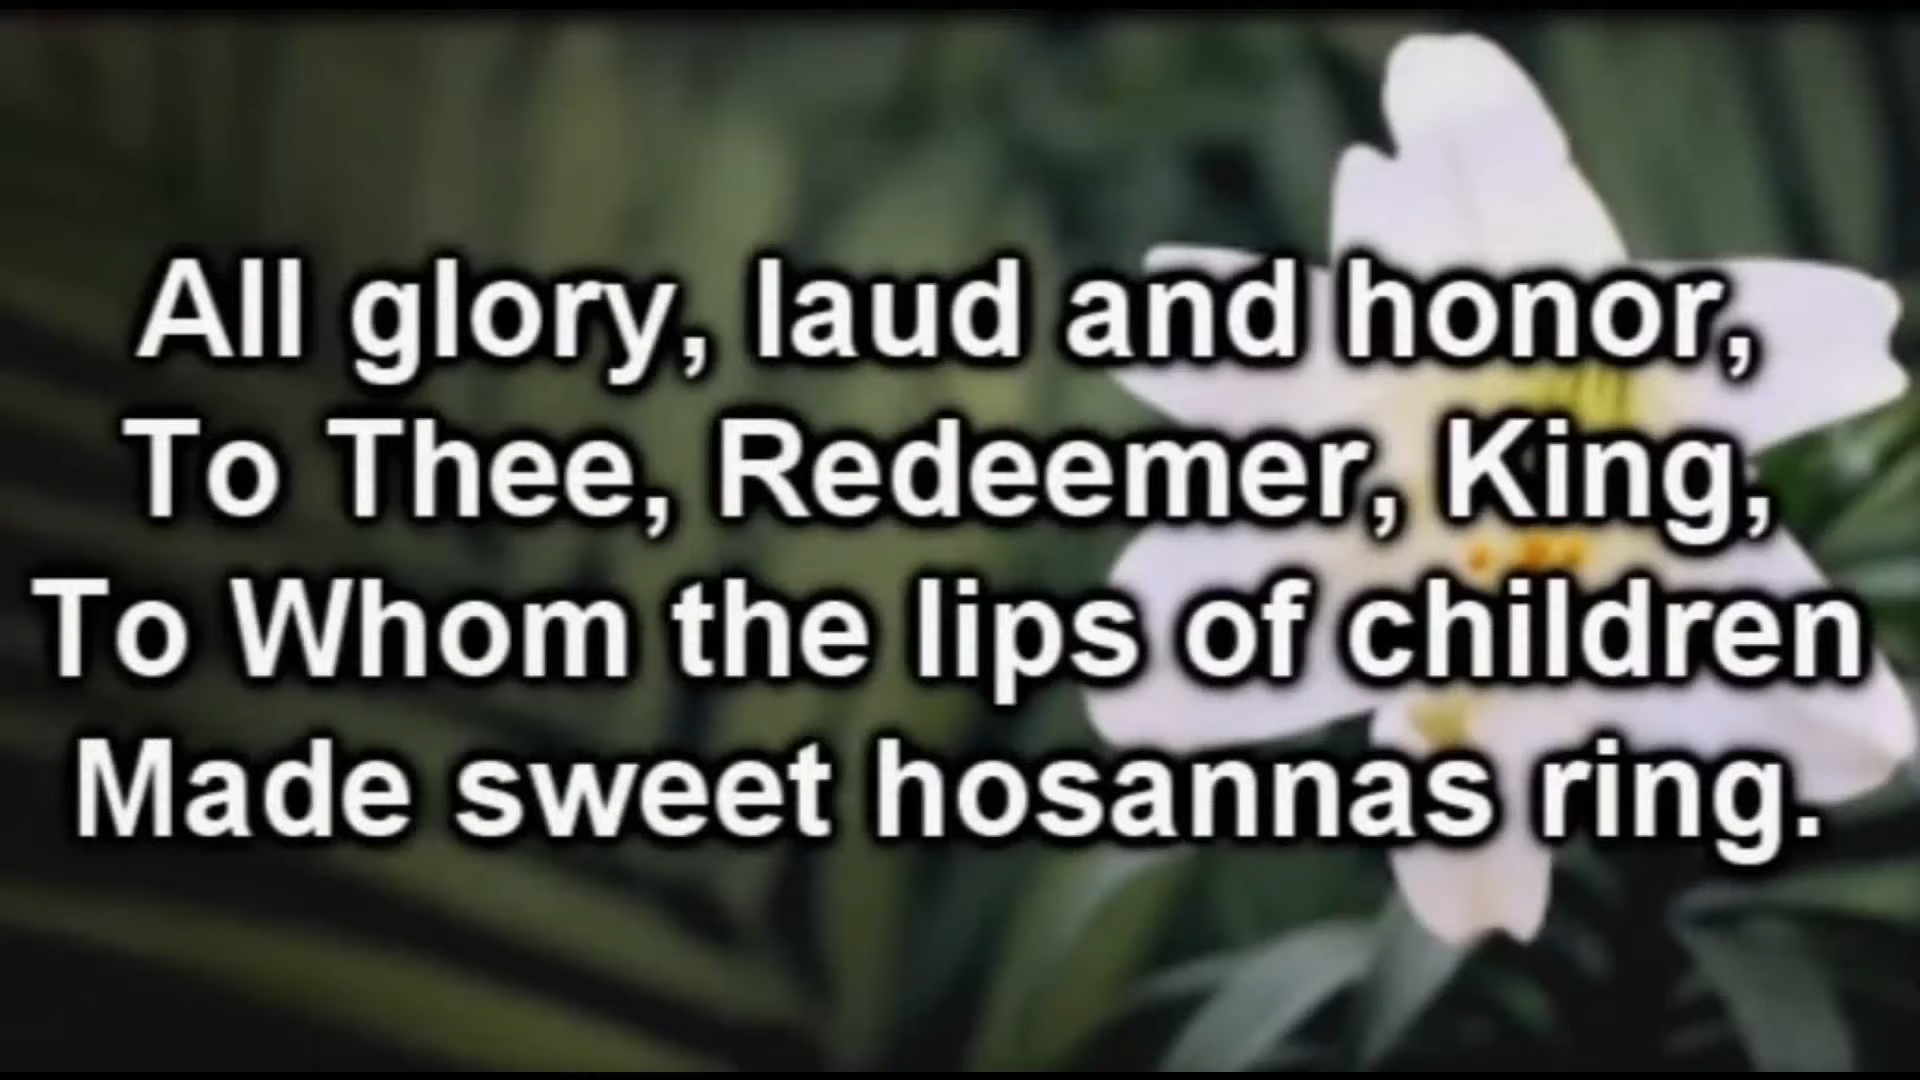 All glory, laud and honor,
To Thee, Redeemer, King,
To Whom the lips of children
Made sweet hosannas ring.